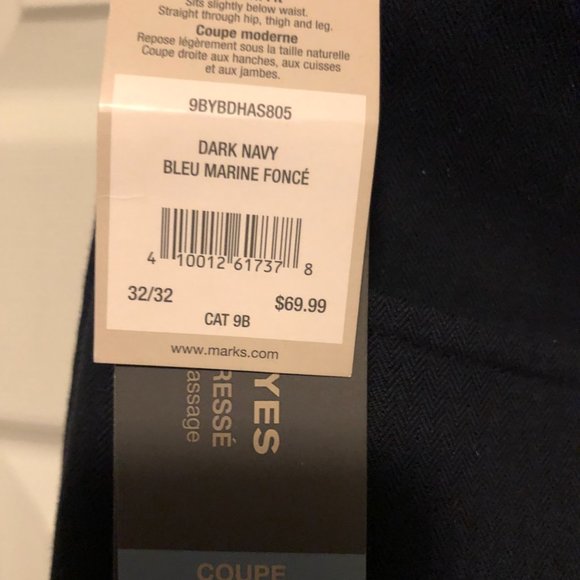 Sits slightly below waist.
Straight through hip, thigh and leg.
Coupe moderne
Repose légèrement sous la taille naturelle
Coupe droite aux hanches, aux cuisses
et aux jambes.
9BYBDHAS805
DARK NAVY
BLEU MARINE FONCÉ
4 10012 61737 8
32/32
$69.99
CAT 9B
www.marks.com
YES
RESSÉ
assage
COUPE